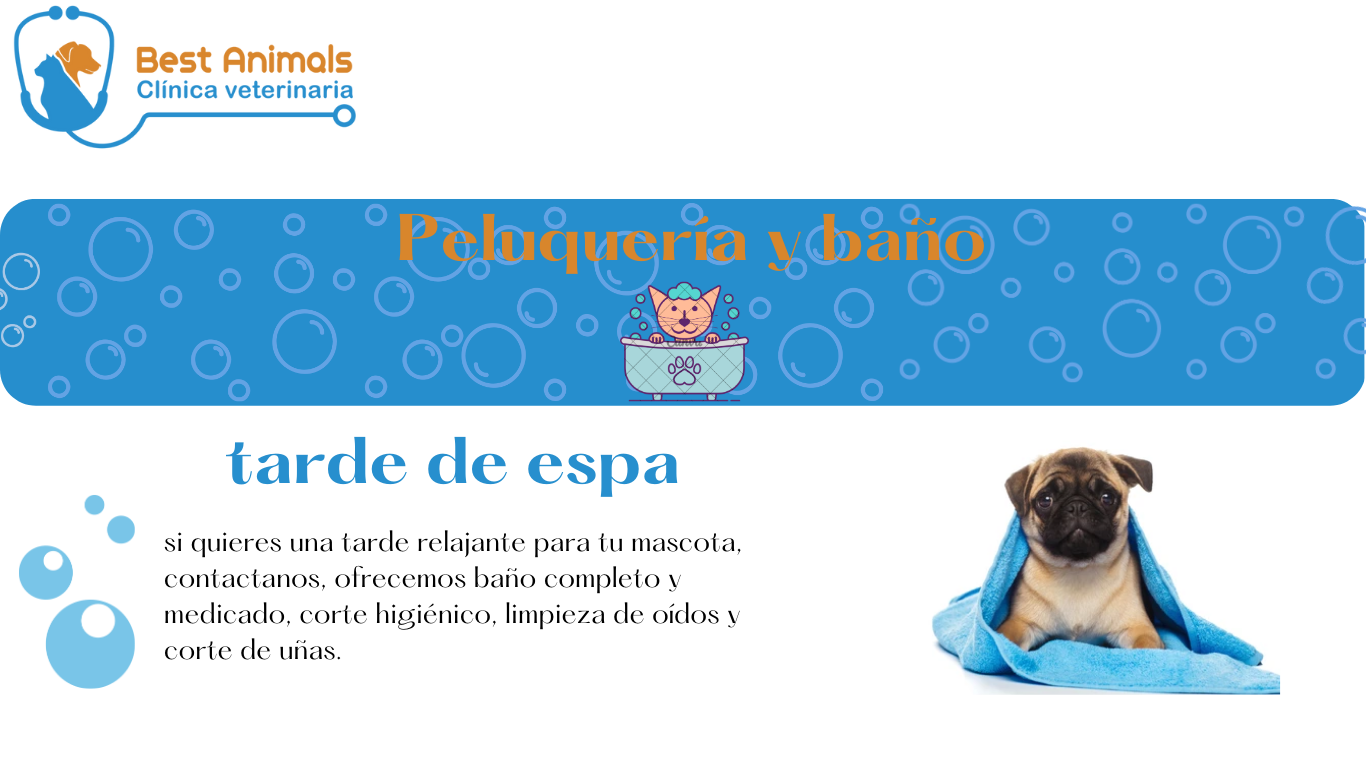 Best Animals
Clínica veterinaria
Peluquería y baño
Canva
tarde de espa
si quieres una tarde relajante para tu mascota,
contactanos, ofrecemos baño completo y
medicado, corte higiénico, limpieza de oídos y
corte de uñas.